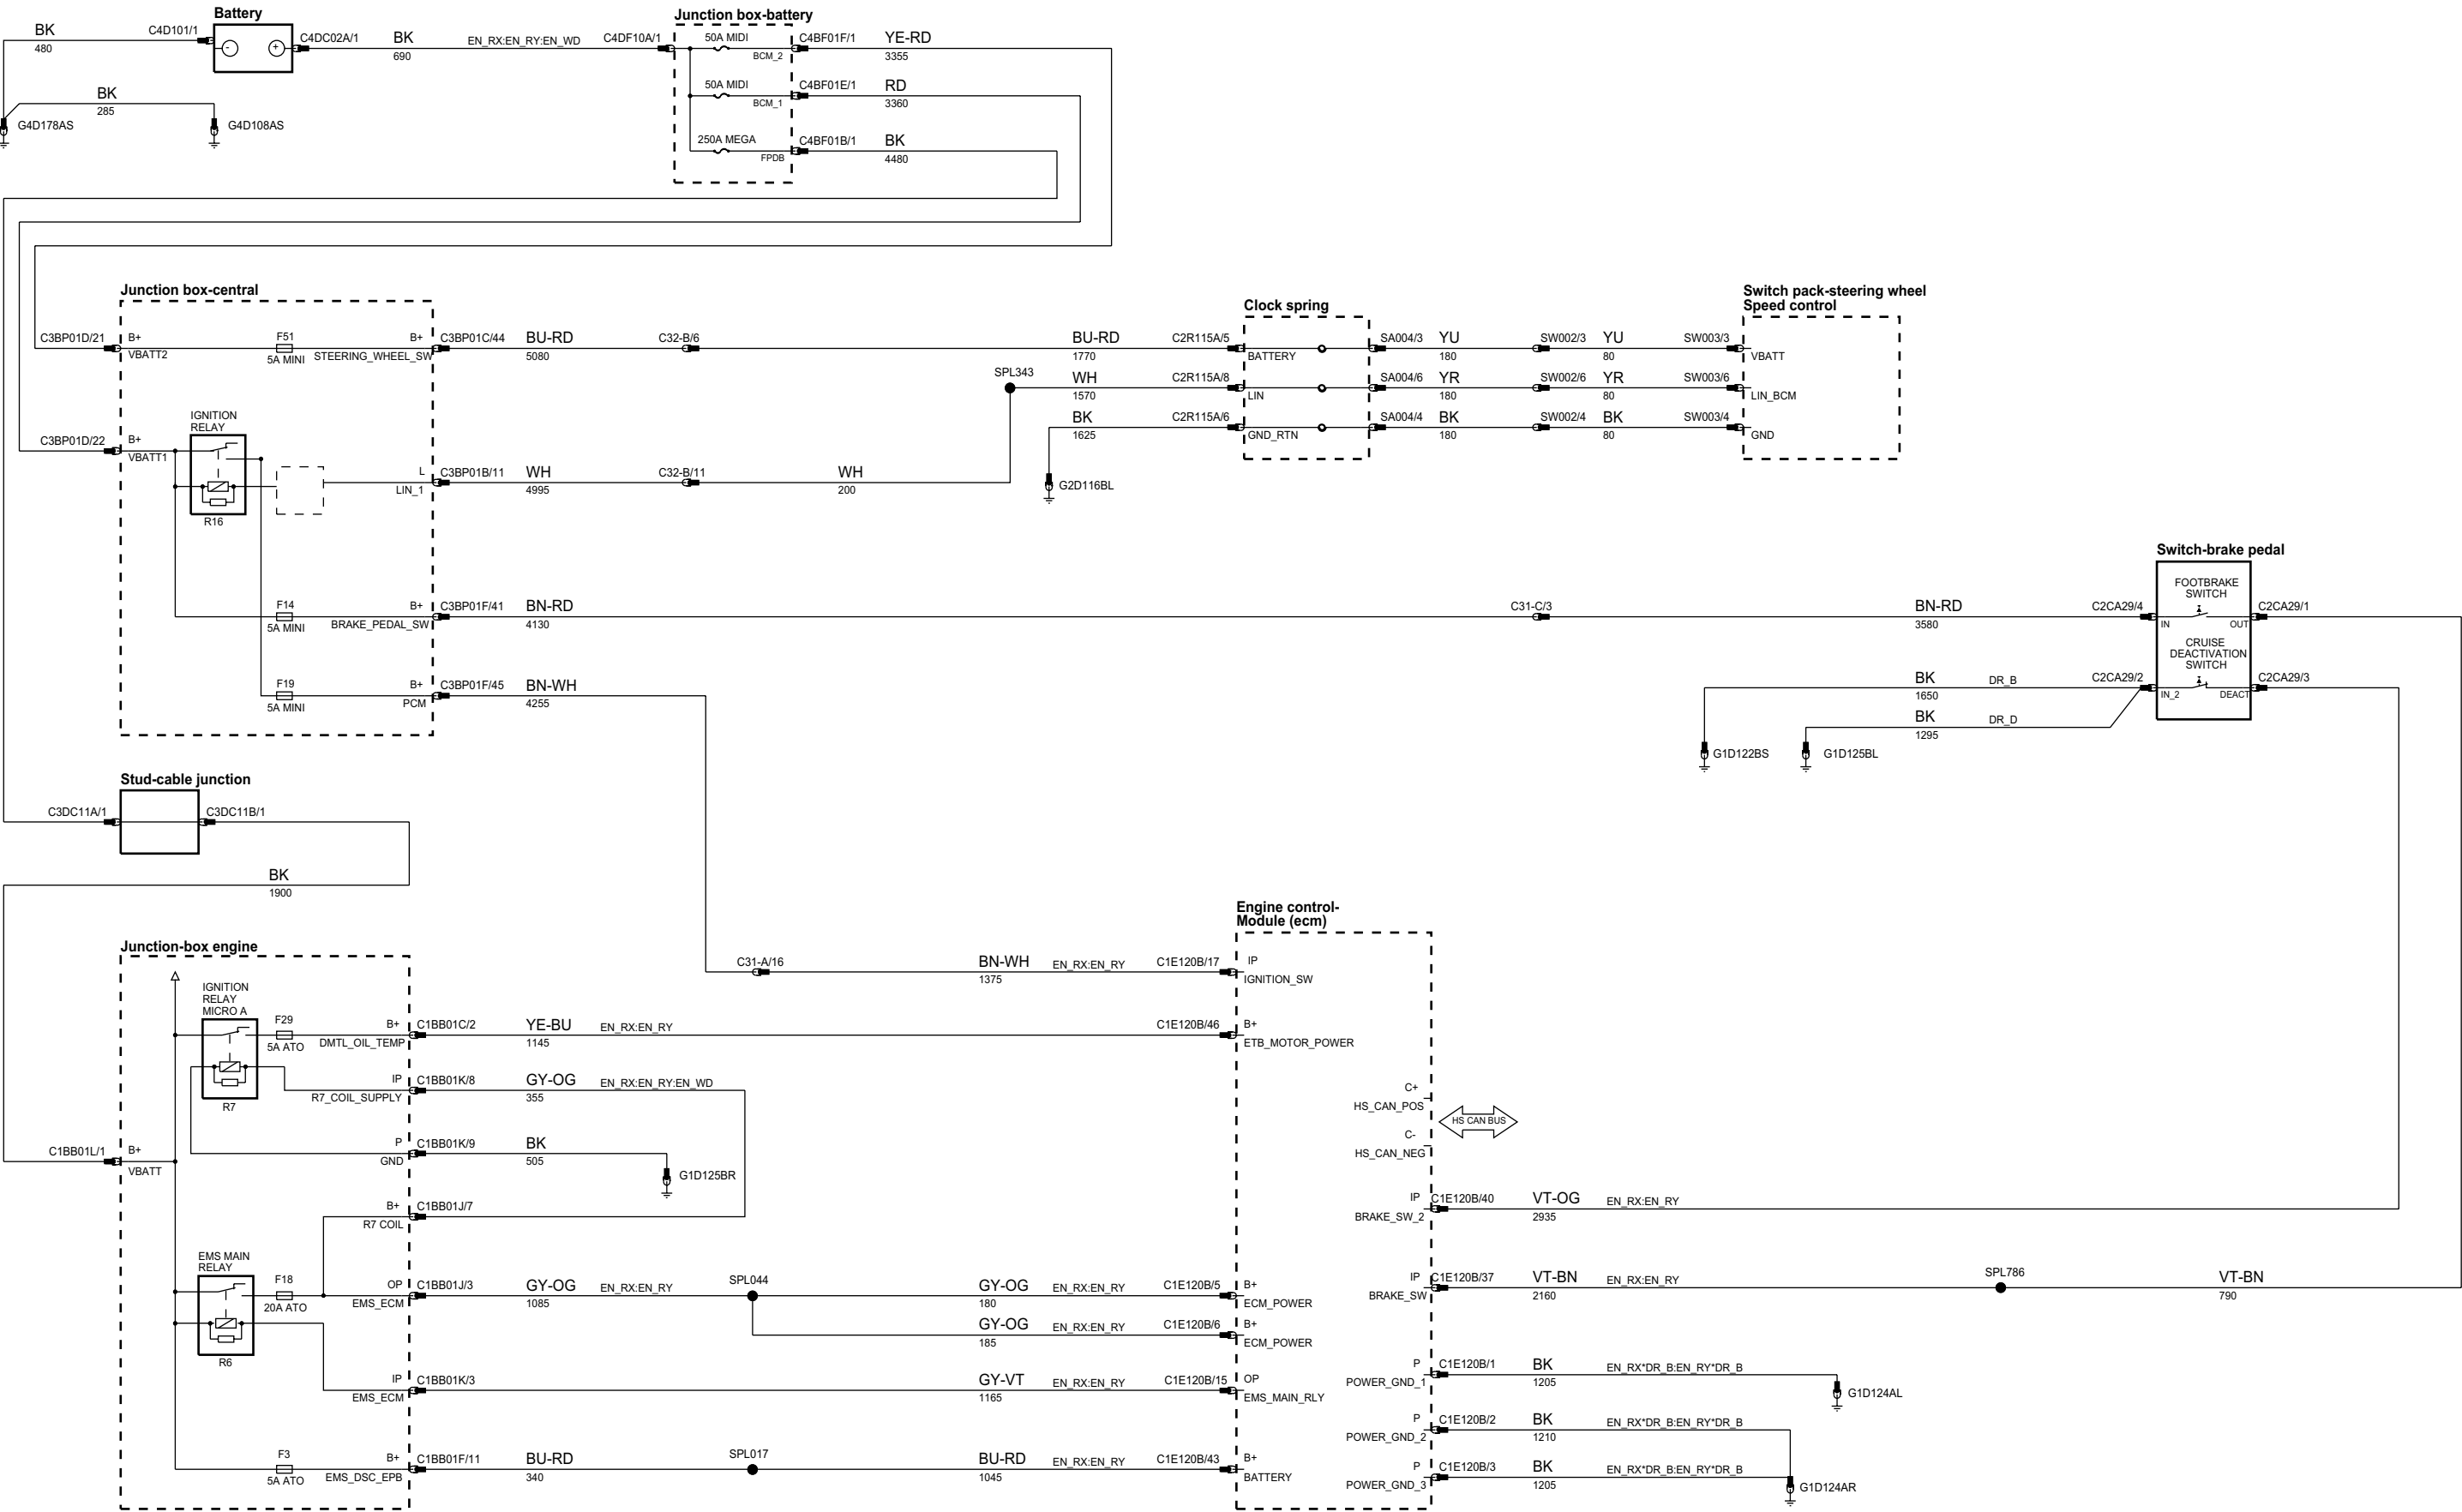 Battery
Junction box-battery
BK
480
C4D101/1
-
+
C4DC02A/1
BK
690
EN_RX:EN_RY:EN_WD
C4DF10A/1
50A MIDI
BCM_2
C4BF01F/1
YE-RD
3355
50A MIDI
BCM_1
C4BF01E/1
RD
3360
250A MEGA
FPDB
C4BF01B/1
BK
4480
BK
285
G4D178AS
G4D108AS
Junction box-central
C3BP01D/21
B+
VBATT2
F51
5A MINI
B+
STEERING_WHEEL_SW
C3BP01C/44
BU-RD
5080
C32-B/6
BU-RD
1770
C2R115A/5
Clock spring
BATTERY
SA004/3
YU
180
SW002/3
YU
80
SW003/3
Switch pack-steering wheel
Speed control
VBATT
SPL343
WH
1570
C2R115A/8
LIN
SA004/6
YR
180
SW002/6
YR
80
SW003/6
LIN_BCM
BK
1625
C2R115A/6
GND_RTN
SA004/4
BK
180
SW002/4
BK
80
SW003/4
GND
G2D116BL
C3BP01D/22
B+
VBATT1
IGNITION
RELAY
R16
L
LIN_1
C3BP01B/11
WH
4995
C32-B/11
WH
200
F14
5A MINI
B+
BRAKE_PEDAL_SW
C3BP01F/41
BN-RD
4130
C31-C/3
BN-RD
3580
C2CA29/4
Switch-brake pedal
FOOTBRAKE
SWITCH
IN
OUT
C2CA29/1
CRUISE
DEACTIVATION
SWITCH
IN_2
DEACT
C2CA29/3
BK
1650
DR_B
C2CA29/2
BK
1295
DR_D
G1D122BS
G1D125BL
F19
5A MINI
B+
PCM
C3BP01F/45
BN-WH
4255
Stud-cable junction
C3DC11A/1
C3DC11B/1
BK
1900
Junction-box engine
Engine control-
Module (ecm)
C31-A/16
BN-WH
1375
EN_RX:EN_RY
C1E120B/17
IP
IGNITION_SW
IGNITION
RELAY
MICRO A
R7
F29
5A ATO
B+
DMTL_OIL_TEMP
C1BB01C/2
YE-BU
1145
EN_RX:EN_RY
C1E120B/46
B+
ETB_MOTOR_POWER
IP
R7_COIL_SUPPLY
C1BB01K/8
GY-OG
355
EN_RX:EN_RY:EN_WD
C+
HS_CAN_POS
HS CAN BUS
C-
HS_CAN_NEG
C1BB01L/1
B+
VBATT
P
GND
C1BB01K/9
BK
505
G1D125BR
B+
R7 COIL
C1BB01J/7
IP
BRAKE_SW_2
C1E120B/40
VT-OG
2935
EN_RX:EN_RY
EMS MAIN
RELAY
R6
F18
20A ATO
OP
EMS_ECM
C1BB01J/3
GY-OG
1085
EN_RX:EN_RY
SPL044
GY-OG
180
EN_RX:EN_RY
C1E120B/5
B+
ECM_POWER
IP
BRAKE_SW
C1E120B/37
VT-BN
2160
EN_RX:EN_RY
SPL786
VT-BN
790
GY-OG
185
EN_RX:EN_RY
C1E120B/6
B+
ECM_POWER
IP
EMS_ECM
C1BB01K/3
GY-VT
1165
EN_RX:EN_RY
C1E120B/15
OP
EMS_MAIN_RLY
P
POWER_GND_1
C1E120B/1
BK
1205
EN_RX*DR_B:EN_RY*DR_B
G1D124AL
P
POWER_GND_2
C1E120B/2
BK
1210
EN_RX*DR_B:EN_RY*DR_B
F3
5A ATO
B+
EMS_DSC_EPB
C1BB01F/11
BU-RD
340
SPL017
BU-RD
1045
EN_RX:EN_RY
C1E120B/43
B+
BATTERY
P
POWER_GND_3
C1E120B/3
BK
1205
EN_RX*DR_B:EN_RY*DR_B
G1D124AR